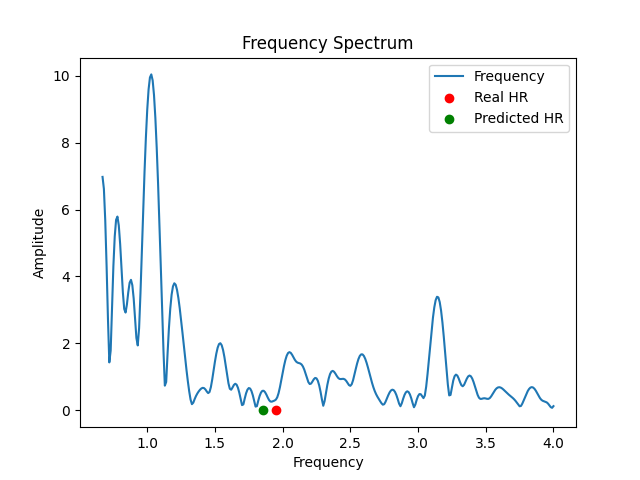 Frequency Spectrum
Frequency
Real HR
Predicted HR
Amplitude
10
8
6
4
2
0
1.0 1.5 2.0 2.5 3.0 3.5 4.0
Frequency